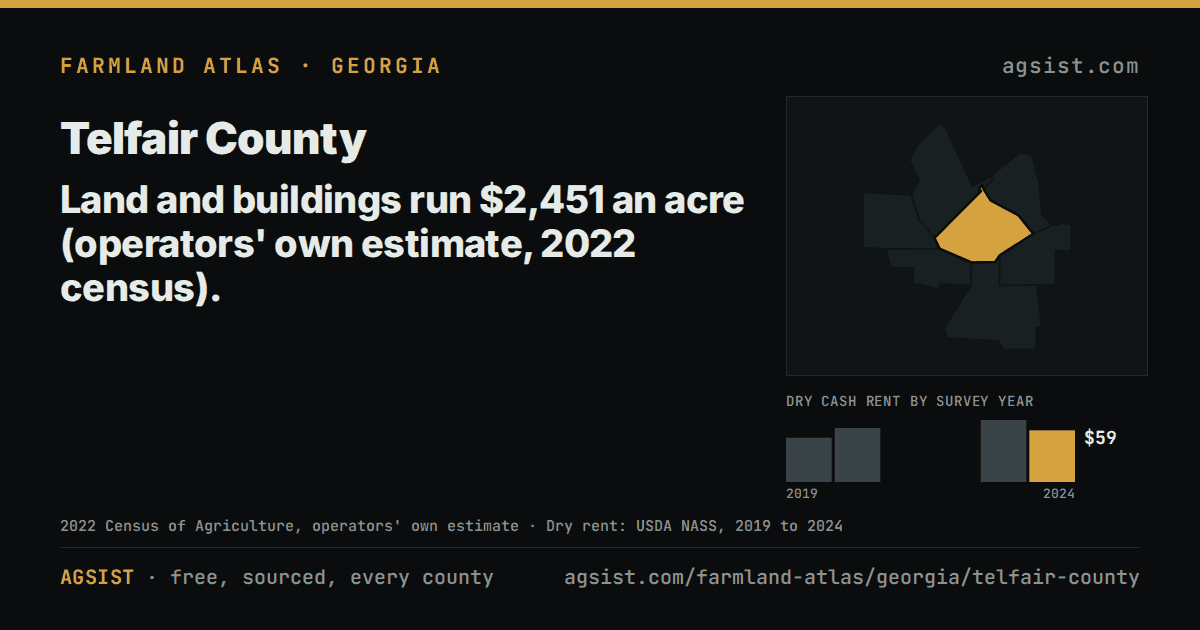 FARMLAND ATLAS · GEORGIA
agsist.com
Telfair County
Land and buildings run $2,451 an acre
(operators' own estimate, 2022
census).
DRY CASH RENT BY SURVEY YEAR
$59
2019
2024
2022 Census of Agriculture, operators' own estimate · Dry rent: USDA NASS, 2019 to 2024
AGSIST · free, sourced, every county
agsist.com/farmland-atlas/georgia/telfair-county